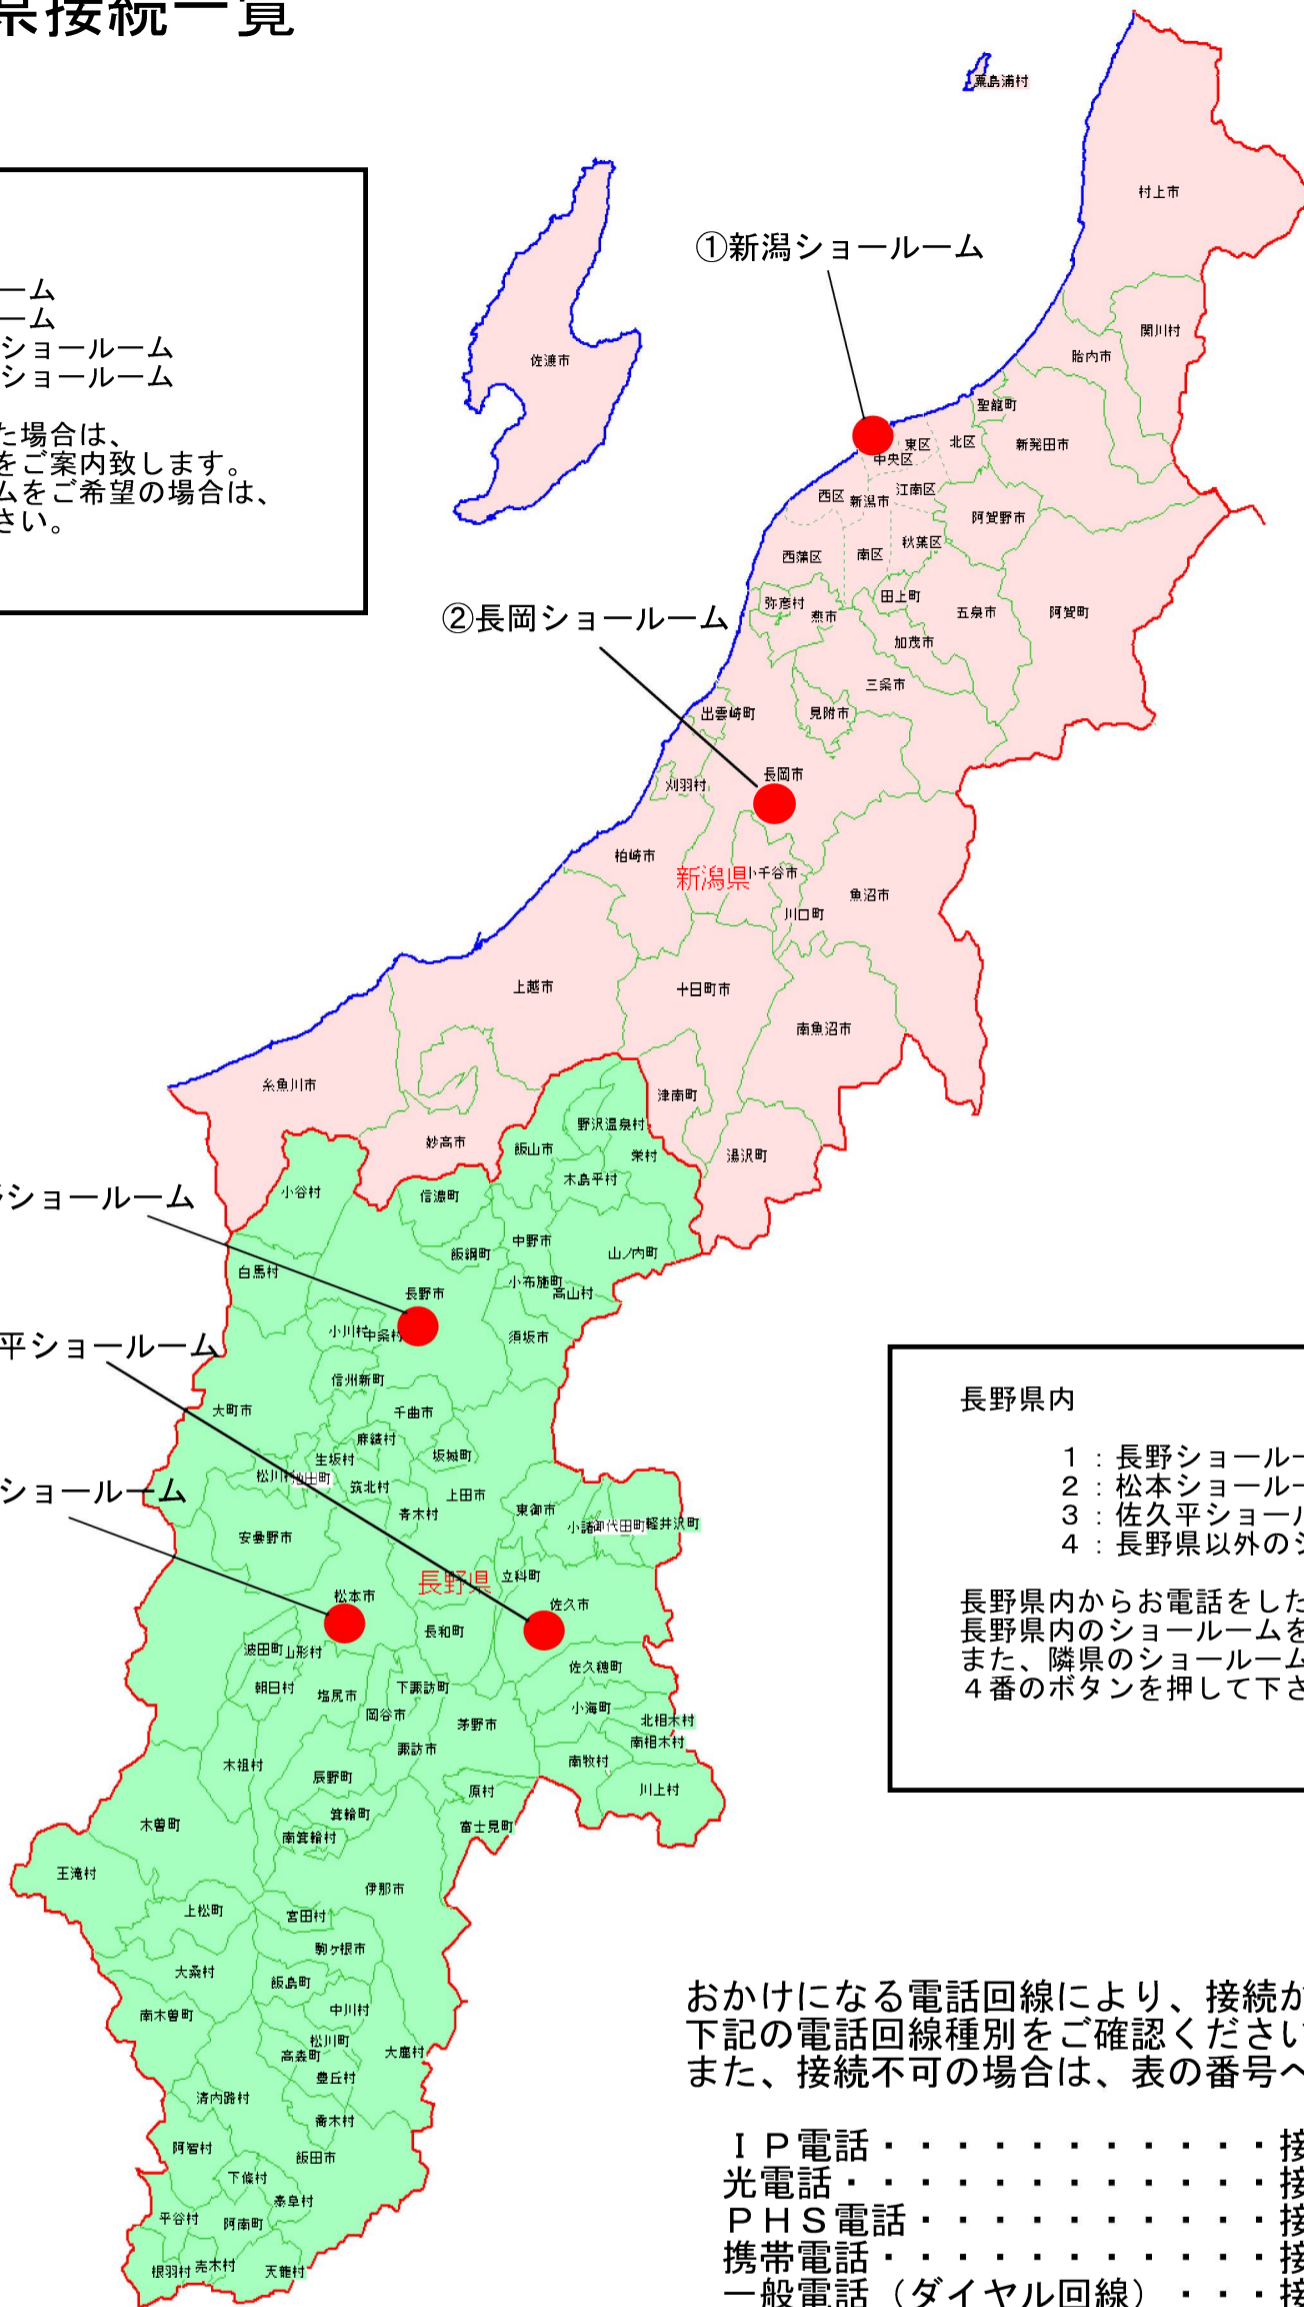 県接続一覧
粟島浦村
村上市
①新潟ショールーム
ーム
ーム
ショールーム
ショールーム
た場合は、
をご案内致します。
ムをご希望の場合は、
さい。
関川村
胎内市
佐渡市
聖籠町
東区
北区
新発田市
中央区
西区
新潟市
江南区
阿賀野市
秋葉区
西蒲区
南区
田上町
弥彦村
燕市
五泉市
阿賀町
②長岡ショールーム
加茂市
三条市
出雲崎町
見附市
長岡市
刈羽村
柏崎市
新潟県
千谷市
魚沼市
川口町
上越市
十日町市
南魚沼市
糸魚川市
津南町
妙高市
湯沢町
野沢温泉村
飯山市
栄村
木島平村
小谷村
信濃町
ショールーム
中野市
飯綱町
山ノ内町
白馬村
小布施町
高山村
長野市
小川村
中条村
須坂市
平ショールーム
信州新町
大町市
千曲市
麻績村
生坂村
坂城町
松川村
池田町
筑北村
ショールーム
上田市
青木村
東御市
小諸
御代田町
軽井沢町
安曇野市
立科町
長野県
松本市
佐久市
長和町
波田町
山形村
佐久穂町
朝日村
塩尻市
下諏訪町
岡谷市
小海町
北相木村
茅野市
南相木村
諏訪市
南牧村
木祖村
辰野町
原村
川上村
箕輪町
木曽町
富士見町
南箕輪村
王滝村
伊那市
上松町
宮田村
駒ヶ根市
大桑村
飯島町
中川村
南木曽町
松川町
高森町
大鹿村
豊丘村
清内路村
喬木村
阿智村
飯田市
下條村
泰阜村
平谷村
阿南町
根羽村
売木村
天龍村
長野県内
１：長野ショールー
２：松本ショールー
３：佐久平ショール
４：長野県以外のシ
長野県内からお電話をした
長野県内のショールームを
また、隣県のショールーム
４番のボタンを押して下さ
おかけになる電話回線により、接続が
下記の電話回線種別をご確認ください
また、接続不可の場合は、表の番号へ
ＩＰ電話・・・・・・・・・・・接
光電話・・・・・・・・・・・・接
ＰＨＳ電話・・・・・・・・・・接
携帯電話・・・・・・・・・・・接
一般電話（ダイヤル回線）・・・接